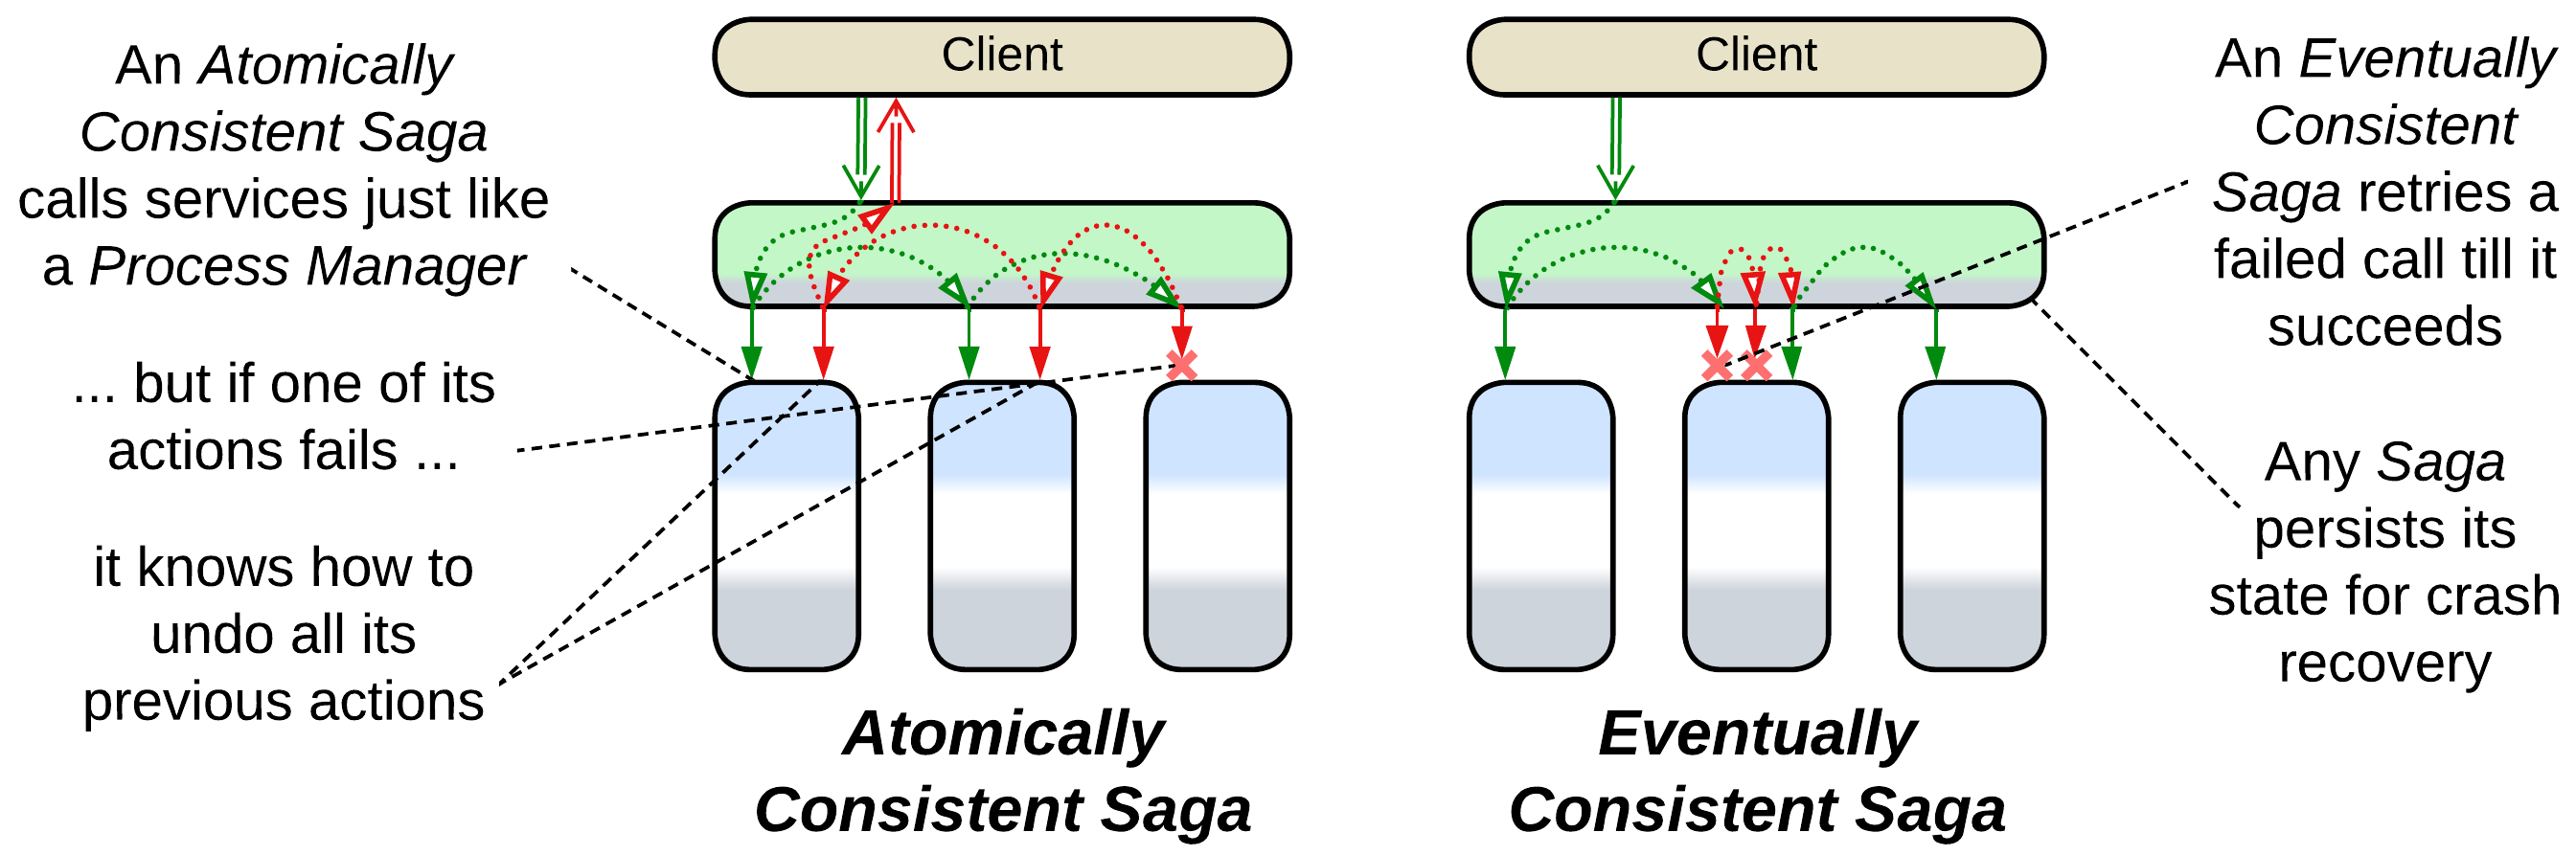 An Atomically
Consistent Saga
calls services just like
a Process Manager
... but if one of its
actions fails ...
it knows how to
undo all its
previous actions
Client
Atomically
Consistent Saga
Client
Eventually
Consistent Saga
An Eventually
Consistent
Saga retries a
failed call till it
succeeds
Any Saga
persists its
state for crash
recovery